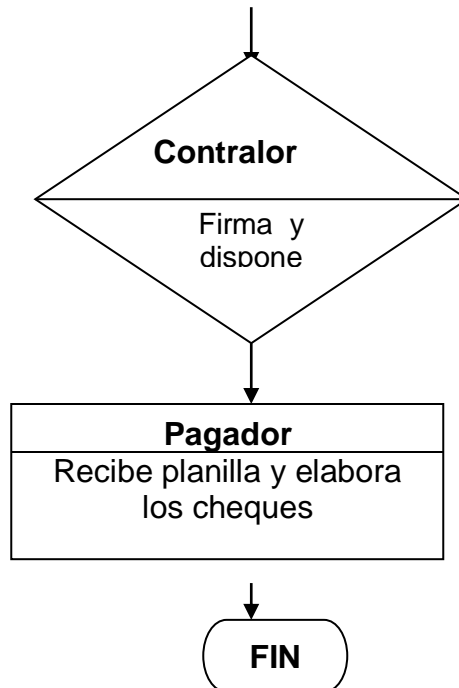 Contralor
Firma y
dispone
Pagador
Recibe planilla y elabora
los cheques
FIN